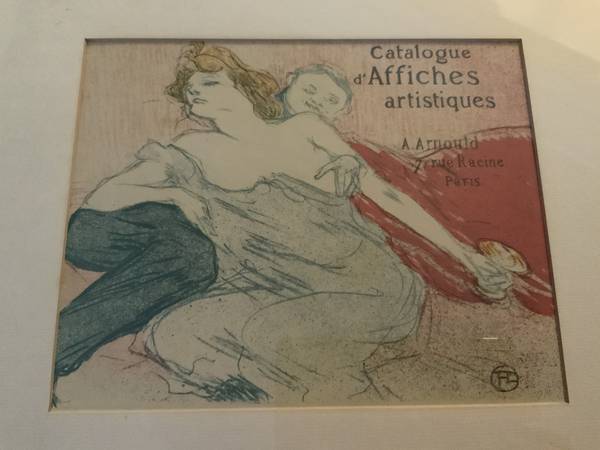 Catalogue
d'Affiches
artistiques
A. Arnould
7 rue Racine
Paris